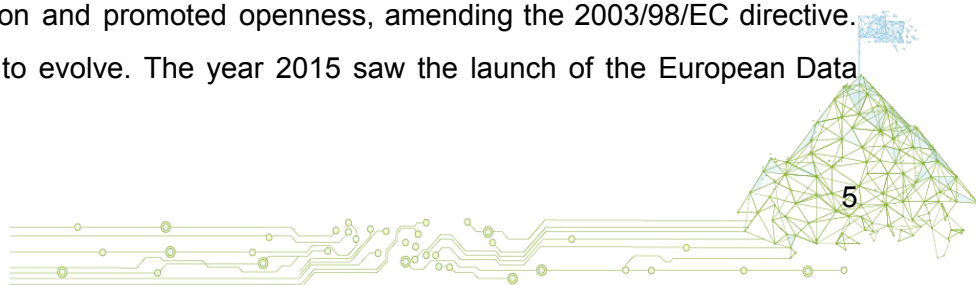 on and promoted openness, amending the 2003/98/EC directive.
to evolve. The year 2015 saw the launch of the European Data
5